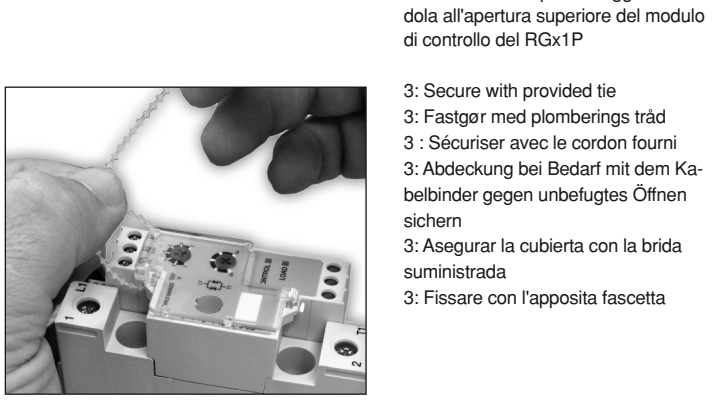 dola all'apertura superiore del modulo
di controllo del RGx1P
3: Secure with provided tie
3: Fastgør med plomberings tråd
3 : Sécuriser avec le cordon fourni
3: Abdeckung bei Bedarf mit dem Ka-
belbinder gegen unbefugtes Öffnen
sichern
3: Asegurar la cubierta con la brida
suministrada
3: Fissare con l'apposita fascetta
CONTROL
LOAD
L1
1
T1
2